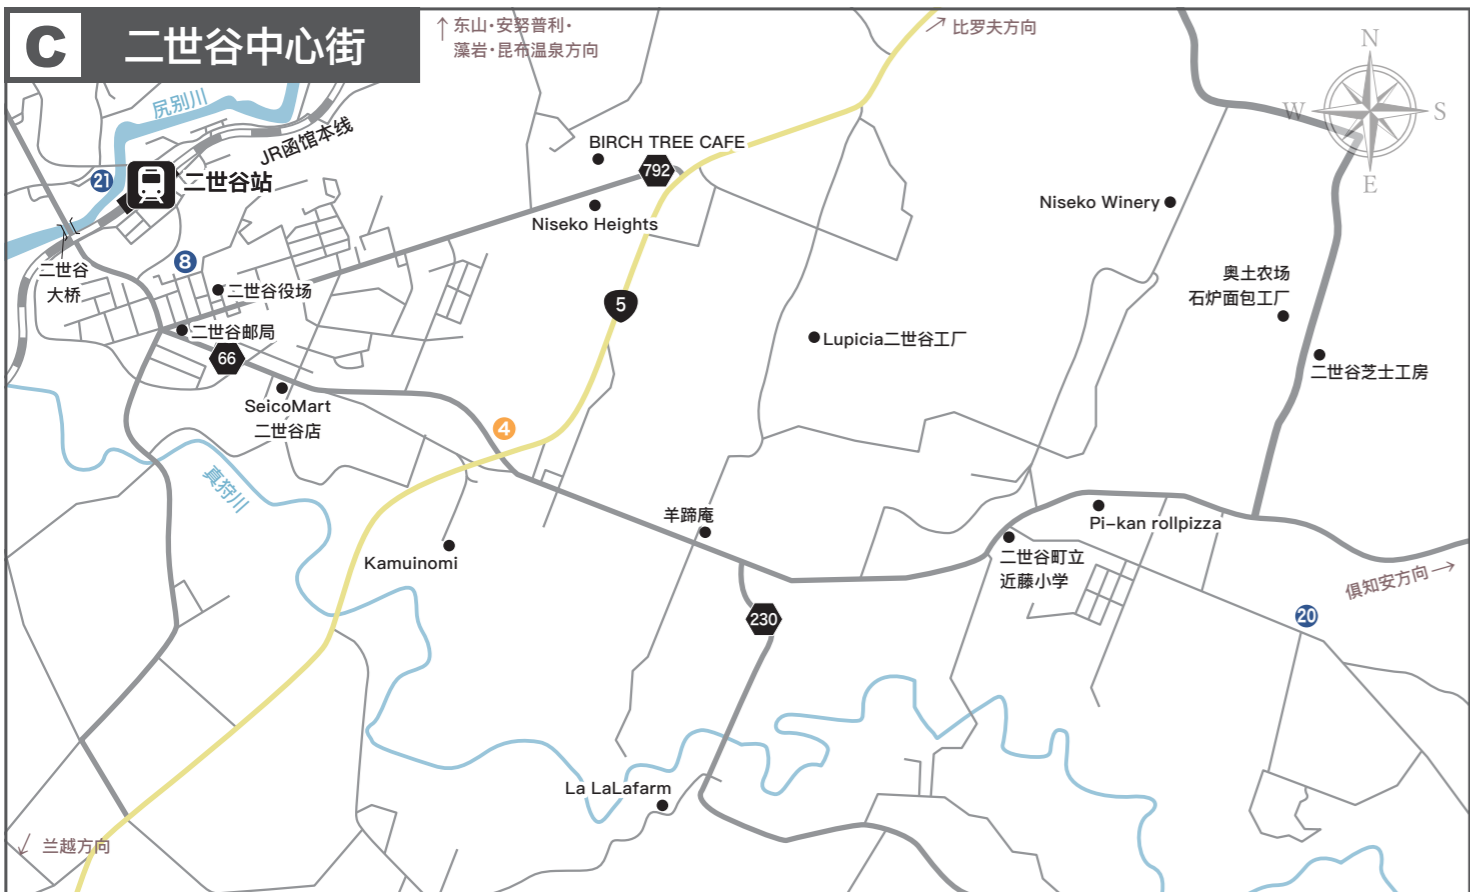 C 二世谷中心街
↑东山·安努普利·
藻岩·昆布温泉方向
↗ 比罗夫方向
N
W
S
E
尻别川
JR函馆本线
21
二世谷站
BIRCH TREE CAFE
792
Niseko Heights
Niseko Winery
8
二世谷
大桥
二世谷役场
二世谷邮局
66
5
奥土农场
石炉面包工厂
Lupicia二世谷工厂
二世谷芝士工房
SeicoMart
二世谷店
4
真狩川
羊蹄庵
Pi-kan rollpizza
Kamuinomi
二世谷町立
近藤小学
俱知安方向→
230
20
La LaLafarm
↙ 兰越方向